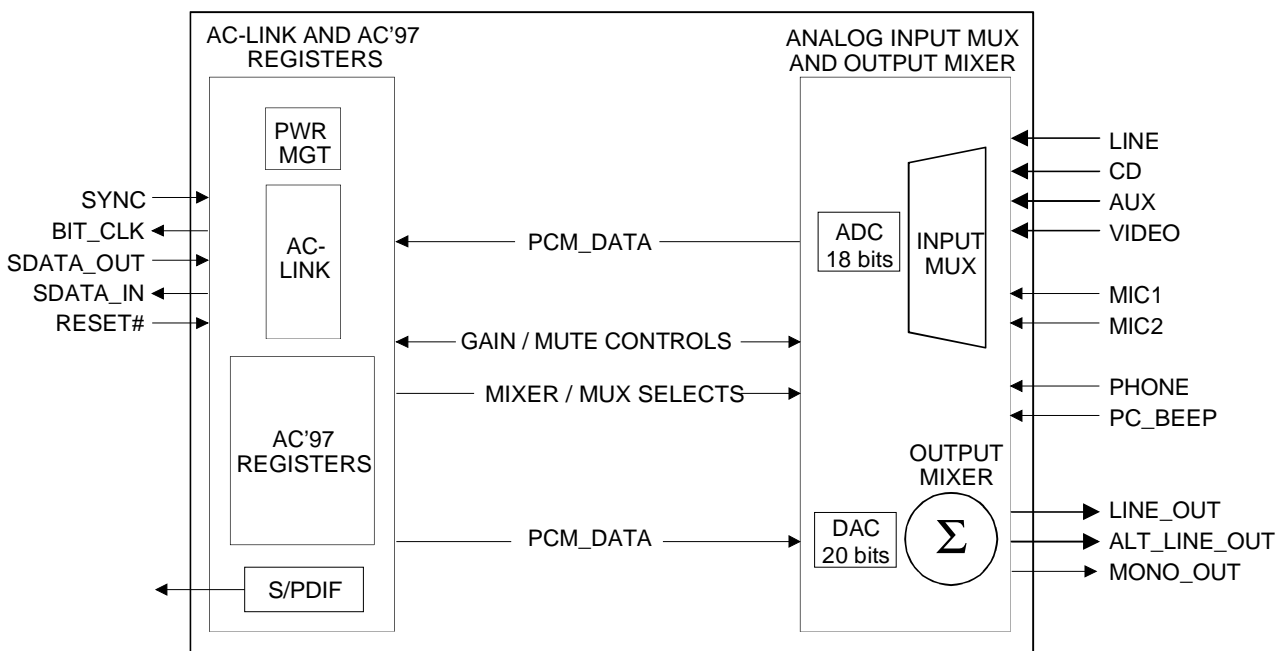 AC-LINK AND AC'97
REGISTERS
ANALOG INPUT MUX
AND OUTPUT MIXER
PWR
MGT
SYNC
BIT_CLK
SDATA_OUT
SDATA_IN
RESET#
AC-
LINK
AC'97
REGISTERS
S/PDIF
PCM_DATA
GAIN / MUTE CONTROLS
MIXER / MUX SELECTS
PCM_DATA
ADC
18 bits
INPUT
MUX
OUTPUT
MIXER
DAC
20 bits
Σ
LINE
CD
AUX
VIDEO
MIC1
MIC2
PHONE
PC_BEEP
LINE_OUT
ALT_LINE_OUT
MONO_OUT